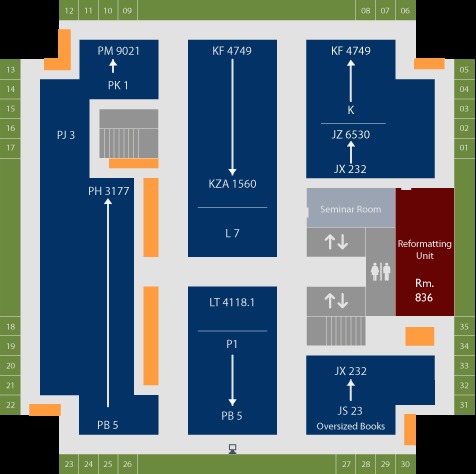 12 11 10 09
08 07 06
PM 9021
PK 1
KF 4749
KF 4749
13
14
15
16
17
05
04
03
02
01
PJ 3
K
JZ 6530
JX 232
PH 3177
KZA 1560
L 7
Seminar Room
Reformatting
Unit
Rm.
836
LT 4118.1
P1
PB 5
PB 5
JX 232
JS 23
Oversized Books
18
19
20
21
22
35
34
33
32
31
23 24 25 26
27 28 29 30